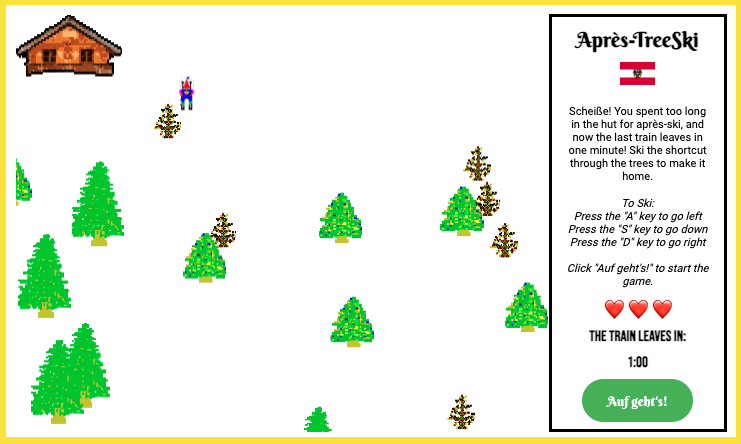 Après-TreeSki
Scheiße! You spent too long
in the hut for après-ski, and
now the last train leaves in
one minute! Ski the shortcut
through the trees to make it
home.
To Ski:
Press the "A" key to go left
Press the "S" key to go down
Press the "D" key to go right
Click "Auf geht's!" to start the
game.
THE TRAIN LEAVES IN:
1:00
Auf geht's!